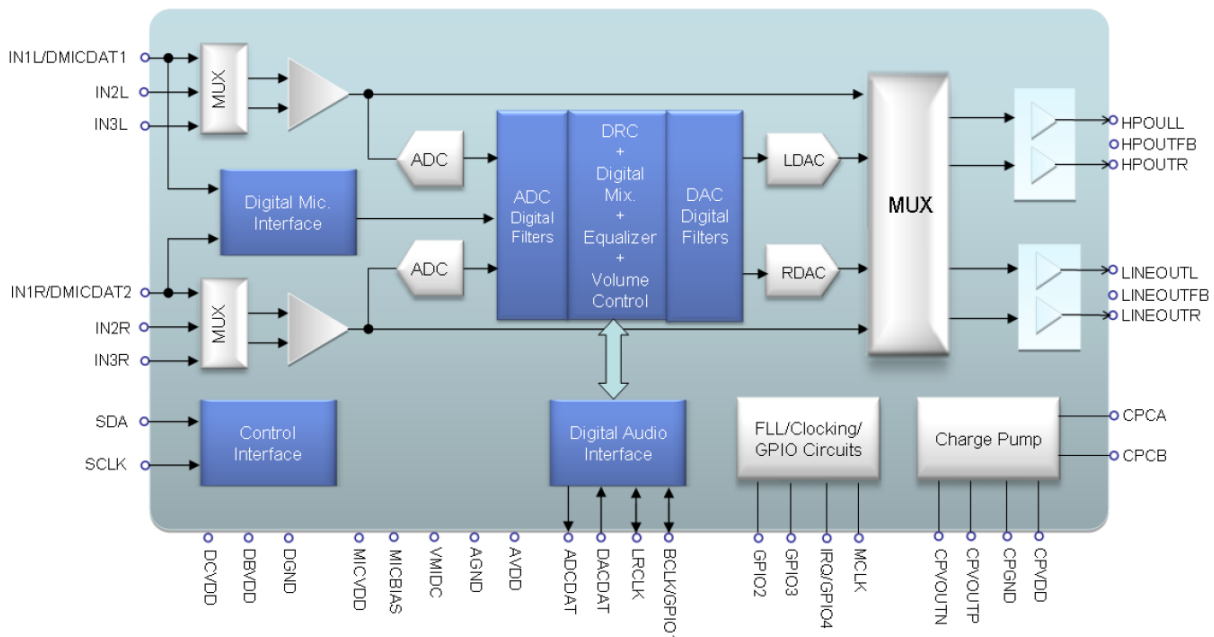 IN1L/DMICDAT1
IN2L
IN3L
MUX
ADC
Digital Mic.
Interface
ADC
Digital
Filters
DRC
+
Digital
Mix.
+
Equalizer
+
Volume
Control
DAC
Digital
Filters
LDAC
RDAC
MUX
HPOULL
HPOUTFB
HPOUTR
LINEOUTL
LINEOUTFB
LINEOUTR
ADC
IN1R/DMICDAT2
IN2R
IN3R
MUX
SDA
SCLK
Control
Interface
Digital Audio
Interface
FLL/Clocking/
GPIO Circuits
Charge Pump
CPCA
CPCB
DCVDD
DBVDD
DGND
MICVDD
MICBIAS
VMIDC
AGND
AVDD
ADCDAT
DACDAT
LRCLK
BCLK/GPIO
GPIO2
GPIO3
IRQ/GPIO4
MCLK
CPVOUTN
CPVOUTP
CPGND
CPVDD